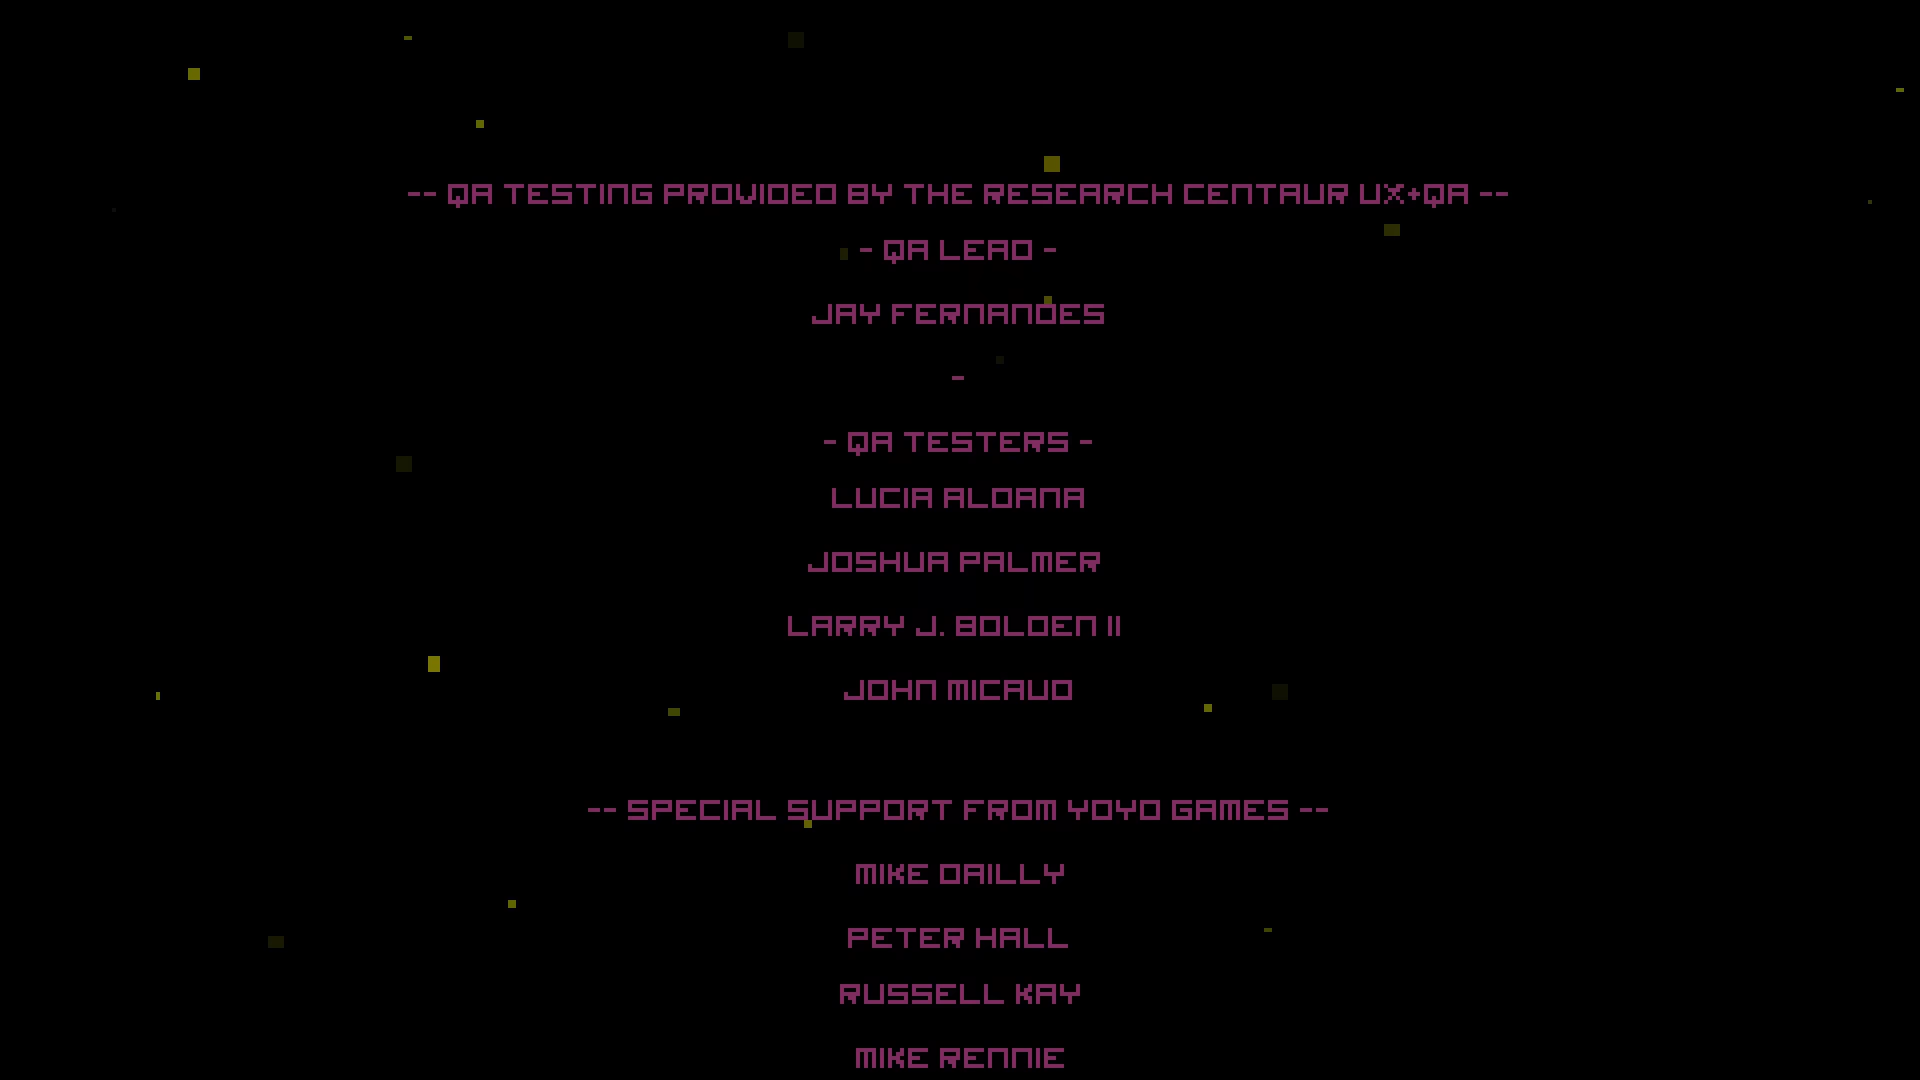 -- QA TESTING PROVIDED BY THE RESEARCH CENTAUR UX+QA --
- QA LEAD -
JAY FERNANDES
-
- QA TESTERS -
LUCIA ALDANA
JOSHUA PALMER
LARRY J. BOLDEN II
JOHN MICAUD
-- SPECIAL SUPPORT FROM YOYO GAMES --
MIKE DAILLY
PETER HALL
RUSSELL KAY
MIKE RENNIE